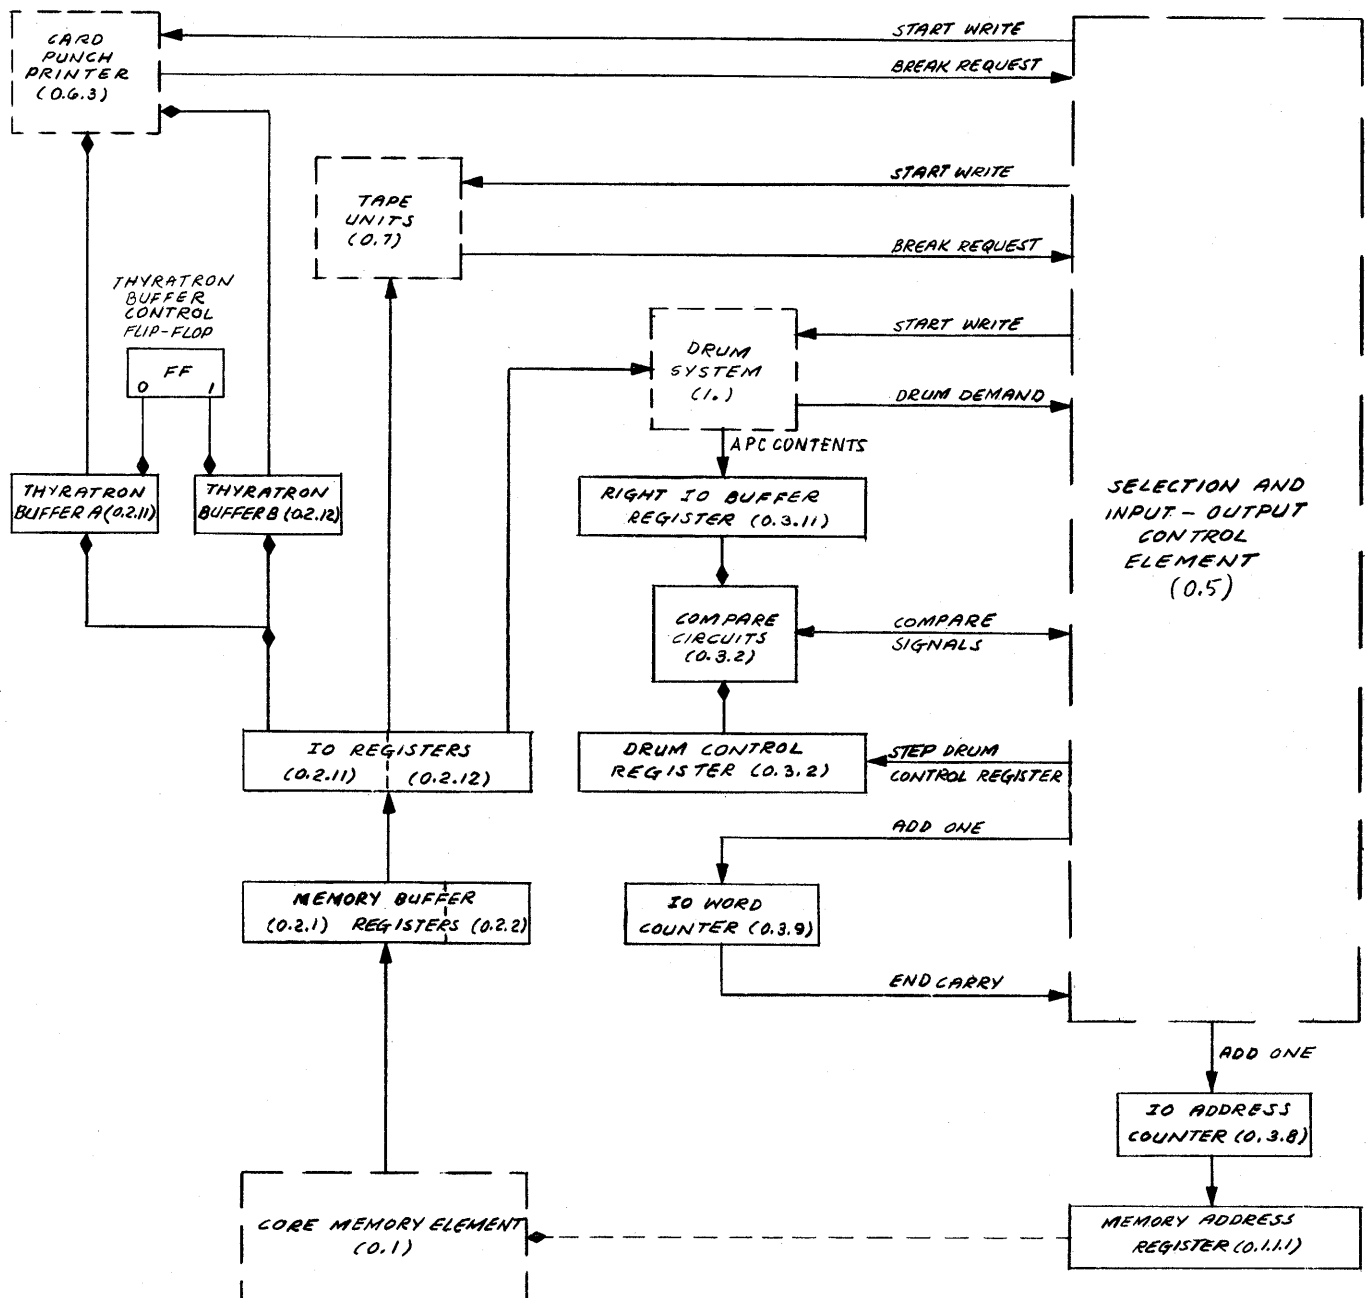 CARD
PUNCH
PRINTER
(0.6.3)
START WRITE
BREAK REQUEST
TAPE
UNITS
(0.7)
START WRITE
BREAK REQUEST
THYRATRON
BUFFER
CONTROL
FLIP-FLOP
FF
0 1
DRUM
SYSTEM
(1.)
START WRITE
DRUM DEMAND
APC CONTENTS
THYRATRON
BUFFER A (0.2.11)
THYRATRON
BUFFER B (0.2.12)
RIGHT IO BUFFER
REGISTER (0.3.11)
SELECTION AND
INPUT - OUTPUT
CONTROL
ELEMENT
(0.5)
COMPARE
CIRCUITS
(0.3.2)
COMPARE
SIGNALS
IO REGISTERS
(0.2.11) (0.2.12)
DRUM CONTROL
REGISTER (0.3.2)
STEP DRUM
CONTROL REGISTER
ADD ONE
MEMORY BUFFER
(0.2.1) REGISTERS (0.2.2)
IO WORD
COUNTER (0.3.9)
END CARRY
ADD ONE
IO ADDRESS
COUNTER (0.3.8)
CORE MEMORY ELEMENT
(0.1)
MEMORY ADDRESS
REGISTER (0.1.1.1)